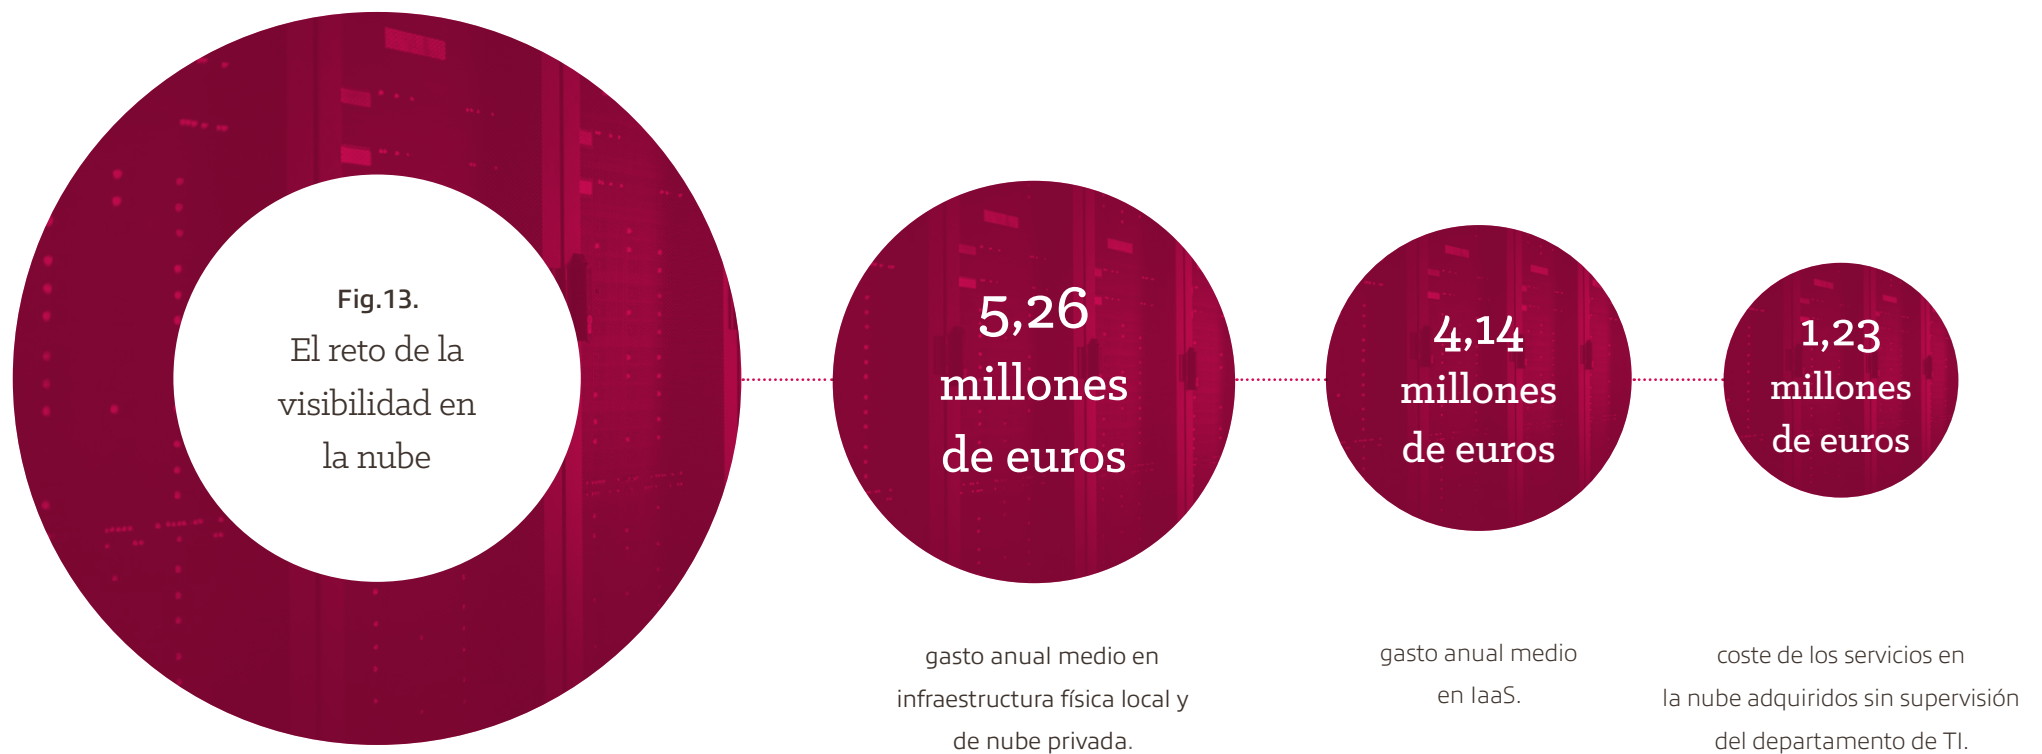 Fig.13.
El reto de la
visibilidad en
la nube
5,26
millones
de euros
gasto anual medio en
infraestructura física local y
de nube privada.
4,14
millones
de euros
gasto anual medio
en IaaS.
1,23
millones
de euros
coste de los servicios en
la nube adquiridos sin supervisión
del departamento de TI.